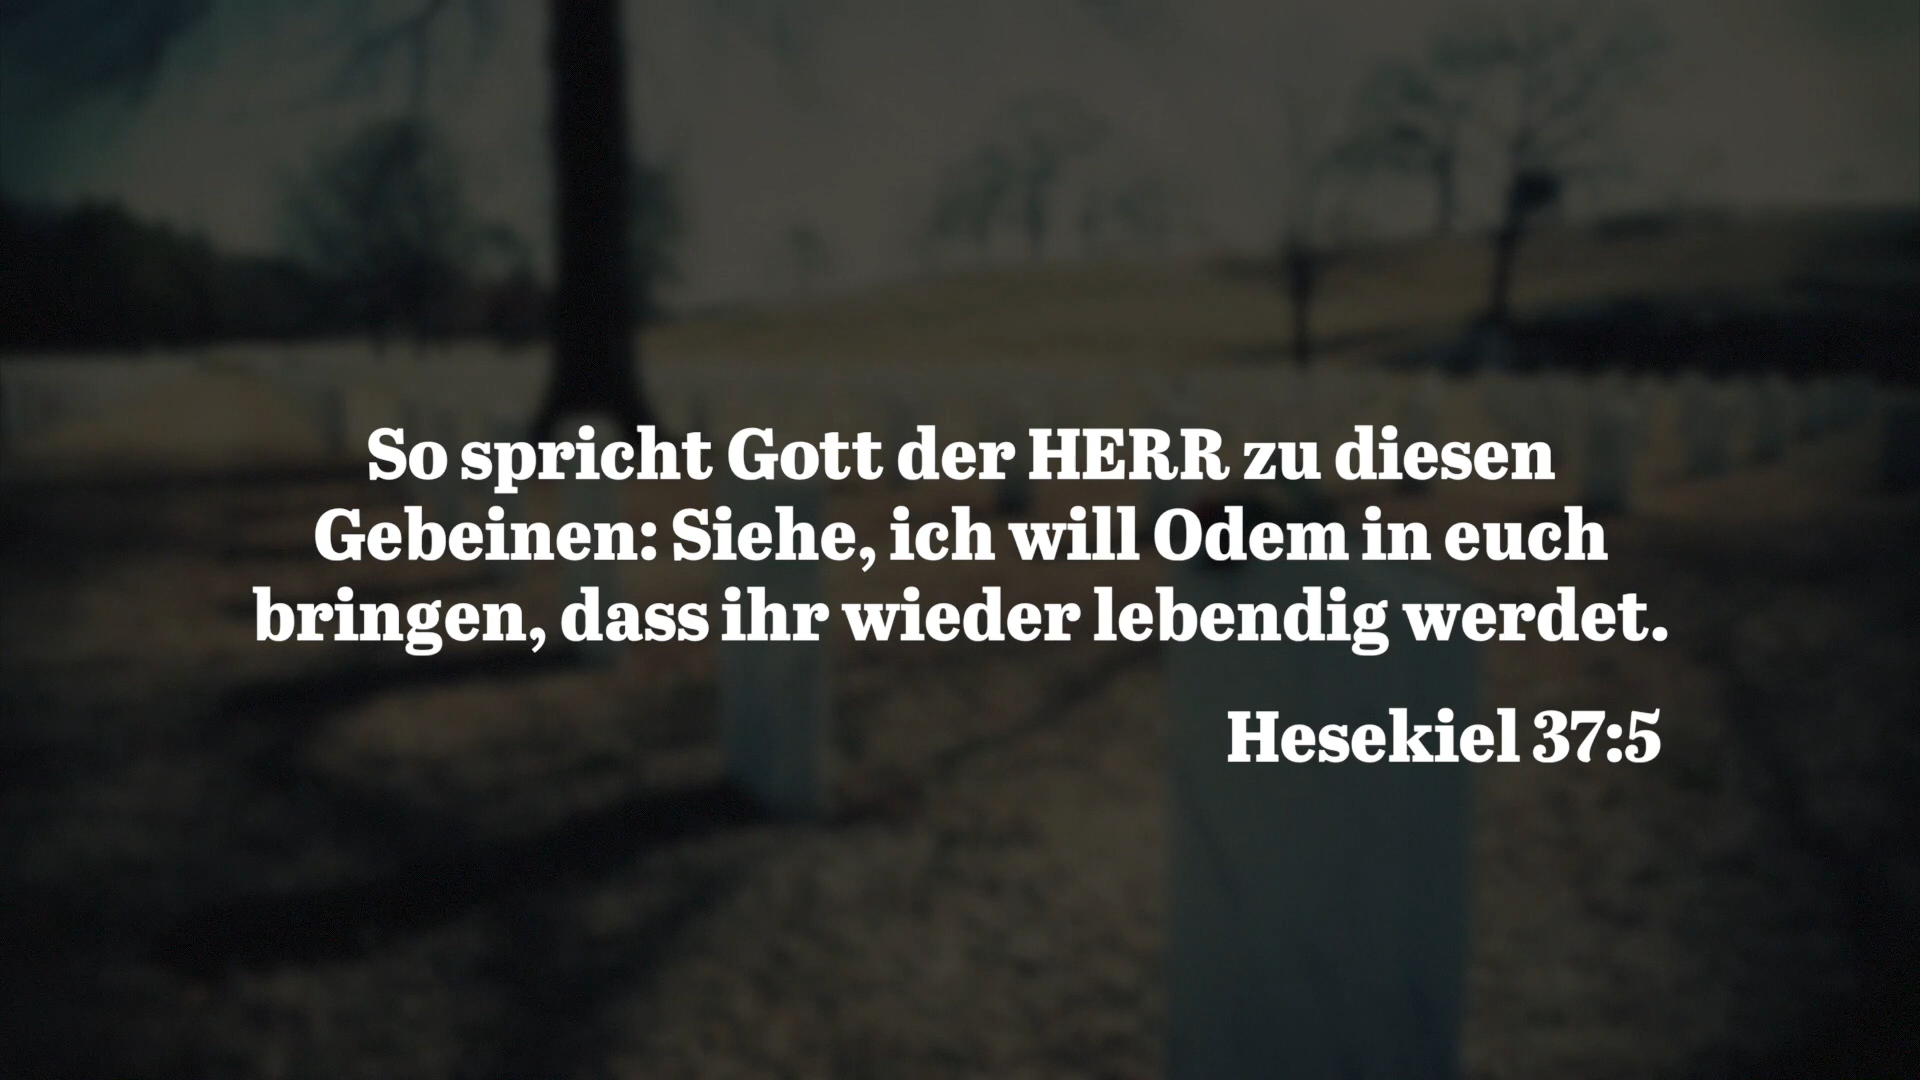 So spricht Gott der HERR zu diesen
Gebeinen: Siehe, ich will Odem in euch
bringen, dass ihr wieder lebendig werdet.
Hesekiel 37:5